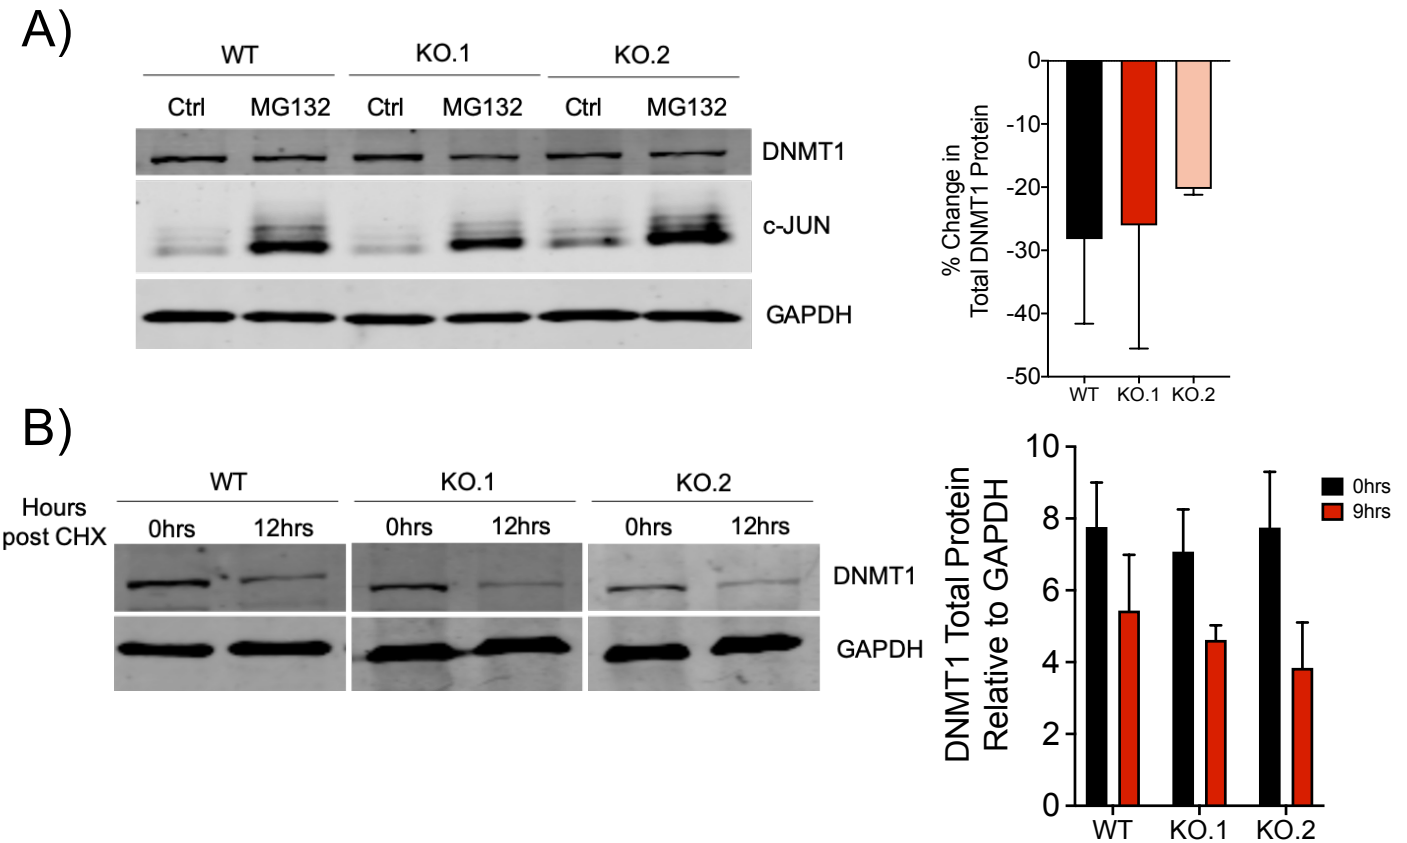 A)
WT KO.1 KO.2
Ctrl MG132 Ctrl MG132 Ctrl MG132
DNMT1
c-JUN
GAPDH
% Change in
Total DNMT1 Protein
0
-10
-20
-30
-40
-50
WT KO.1 KO.2
B)
WT KO.1 KO.2
Hours
post CHX
0hrs 12hrs 0hrs 12hrs 0hrs 12hrs
DNMT1
GAPDH
DNMT1 Total Protein
Relative to GAPDH
10
8
6
4
2
0
WT KO.1 KO.2
0hrs
9hrs